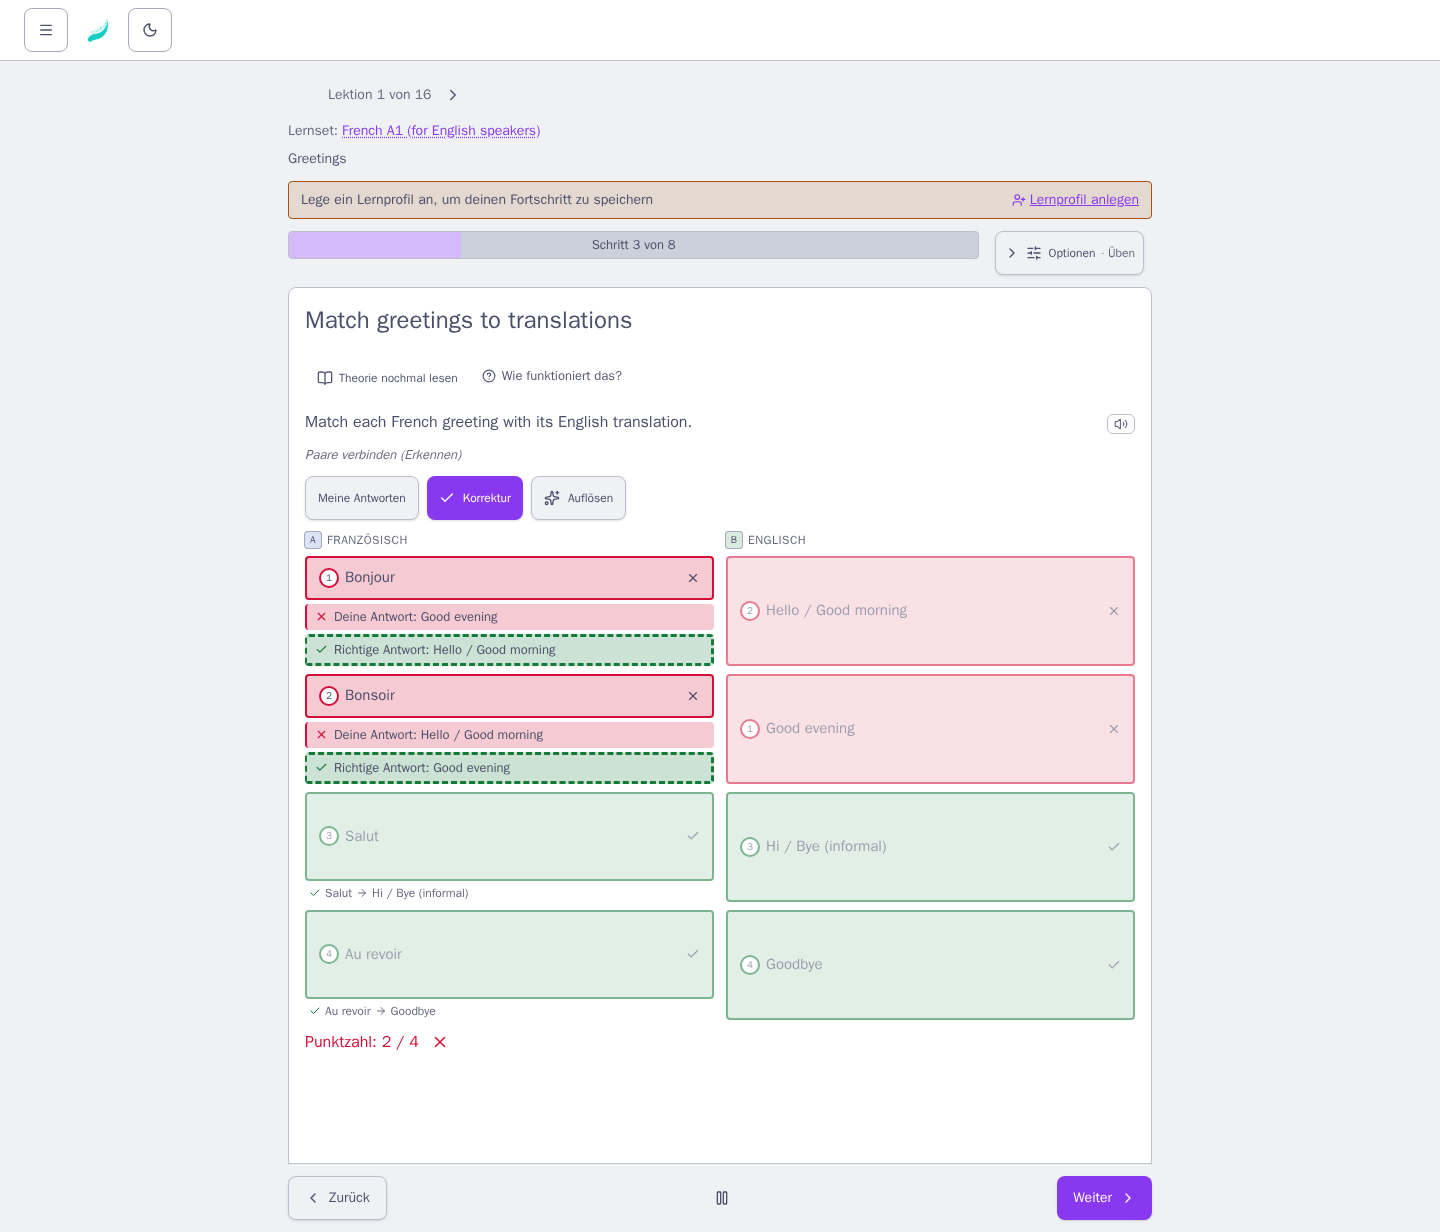 Lektion 1 von 16
Lernset: French A1 (for English speakers)
Greetings
Lege ein Lernprofil an, um deinen Fortschritt zu speichern
Lernprofil anlegen
Schritt 3 von 8
Optionen · Üben
Match greetings to translations
Theorie nochmal lesen
Wie funktioniert das?
Match each French greeting with its English translation.
Paare verbinden (Erkennen)
Meine Antworten
Korrektur
Auflösen
A FRANZÖSISCH
B ENGLISCH
1 Bonjour
Deine Antwort: Good evening
Richtige Antwort: Hello / Good morning
2 Hello / Good morning
2 Bonsoir
Deine Antwort: Hello / Good morning
Richtige Antwort: Good evening
1 Good evening
3 Salut
Salut → Hi / Bye (informal)
3 Hi / Bye (informal)
4 Au revoir
Au revoir → Goodbye
4 Goodbye
Punktzahl: 2 / 4
Zurück
Weiter